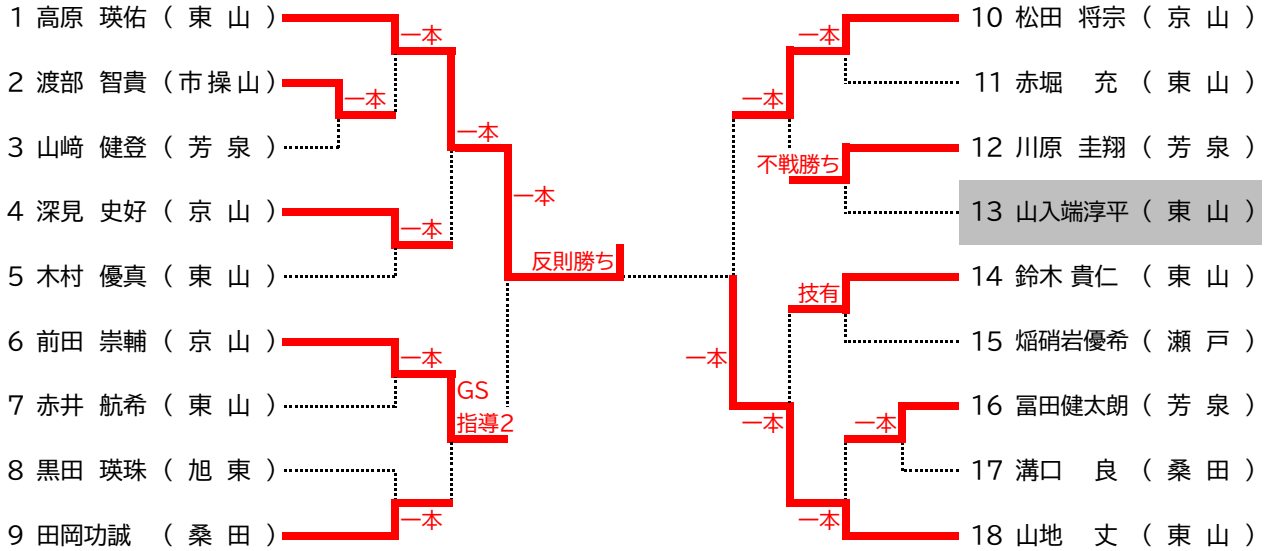 1 高原 瑛佑 ( 東 山 )
一本
2 渡部 智貴 (市操山)
一本
3 山﨑 健登 ( 芳 泉 )
一本
4 深見 史好 ( 京 山 )
一本
5 木村 優真 ( 東 山 )
一本
反則勝ち
6 前田 崇輔 ( 京 山 )
一本
7 赤井 航希 ( 東 山 )
GS
指導2
8 黒田 瑛珠 ( 旭 東 )
9 田岡功誠 ( 桑 田 )
一本
10 松田 将宗 ( 京 山 )
一本
11 赤堀 充 ( 東 山 )
一本
12 川原 圭翔 ( 芳 泉 )
不戦勝ち
13 山入端淳平 ( 東 山 )
14 鈴木 貴仁 ( 東 山 )
技有
15 焔硝岩優希 ( 瀬 戸 )
一本
16 冨田健太朗 ( 芳 泉 )
一本
一本
17 溝口 良 ( 桑 田 )
18 山地 丈 ( 東 山 )
一本